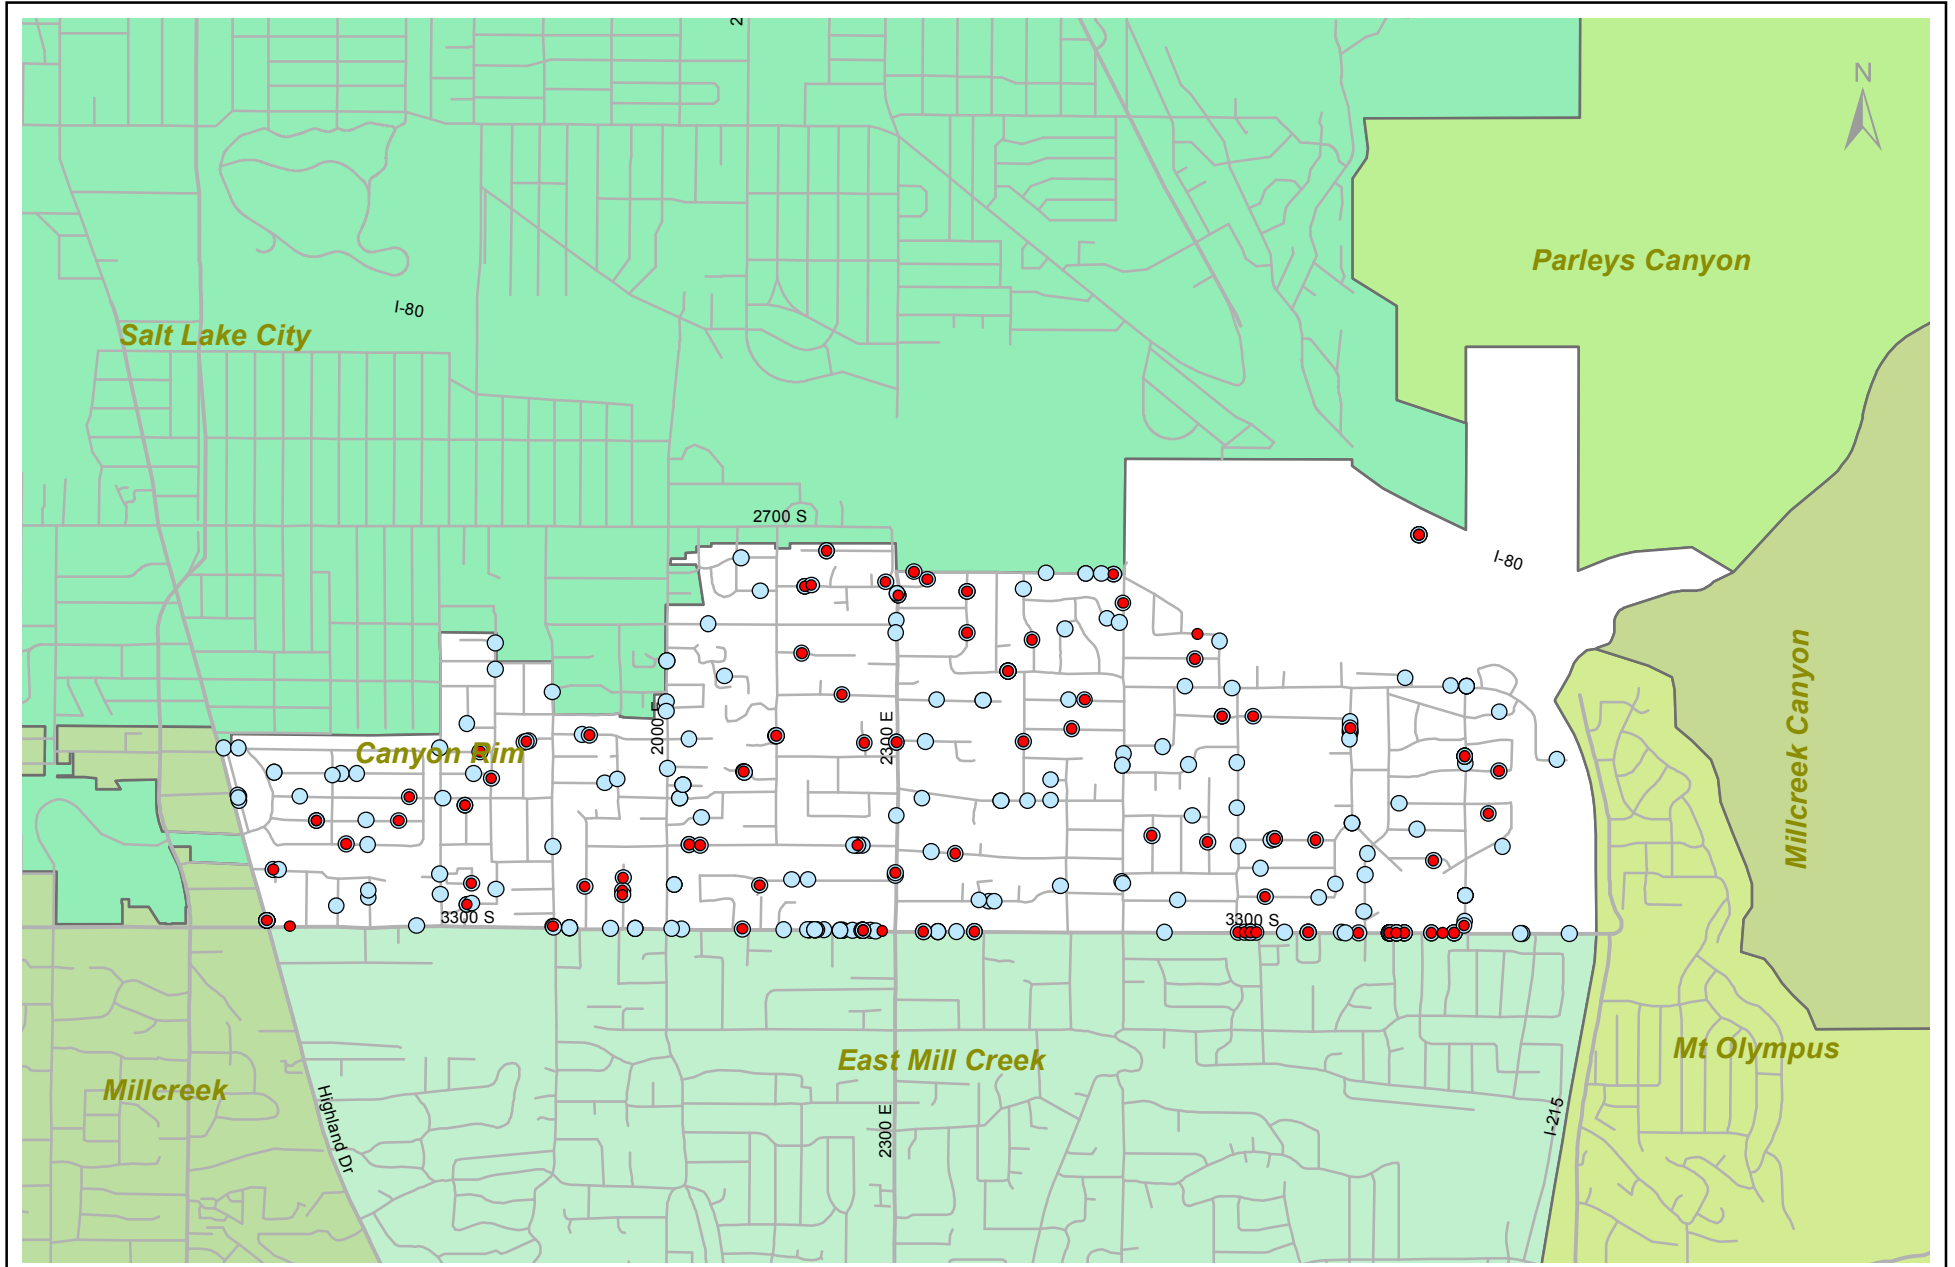 2
N
Parleys Canyon
I-80
Salt Lake City
2700 S
I-80
2000 E
2300 E
Canyon Rim
Millcreek Canyon
3300 S
3300 S
East Mill Creek
Mt Olympus
Millcreek
Highland Dr
2300 E
I-215